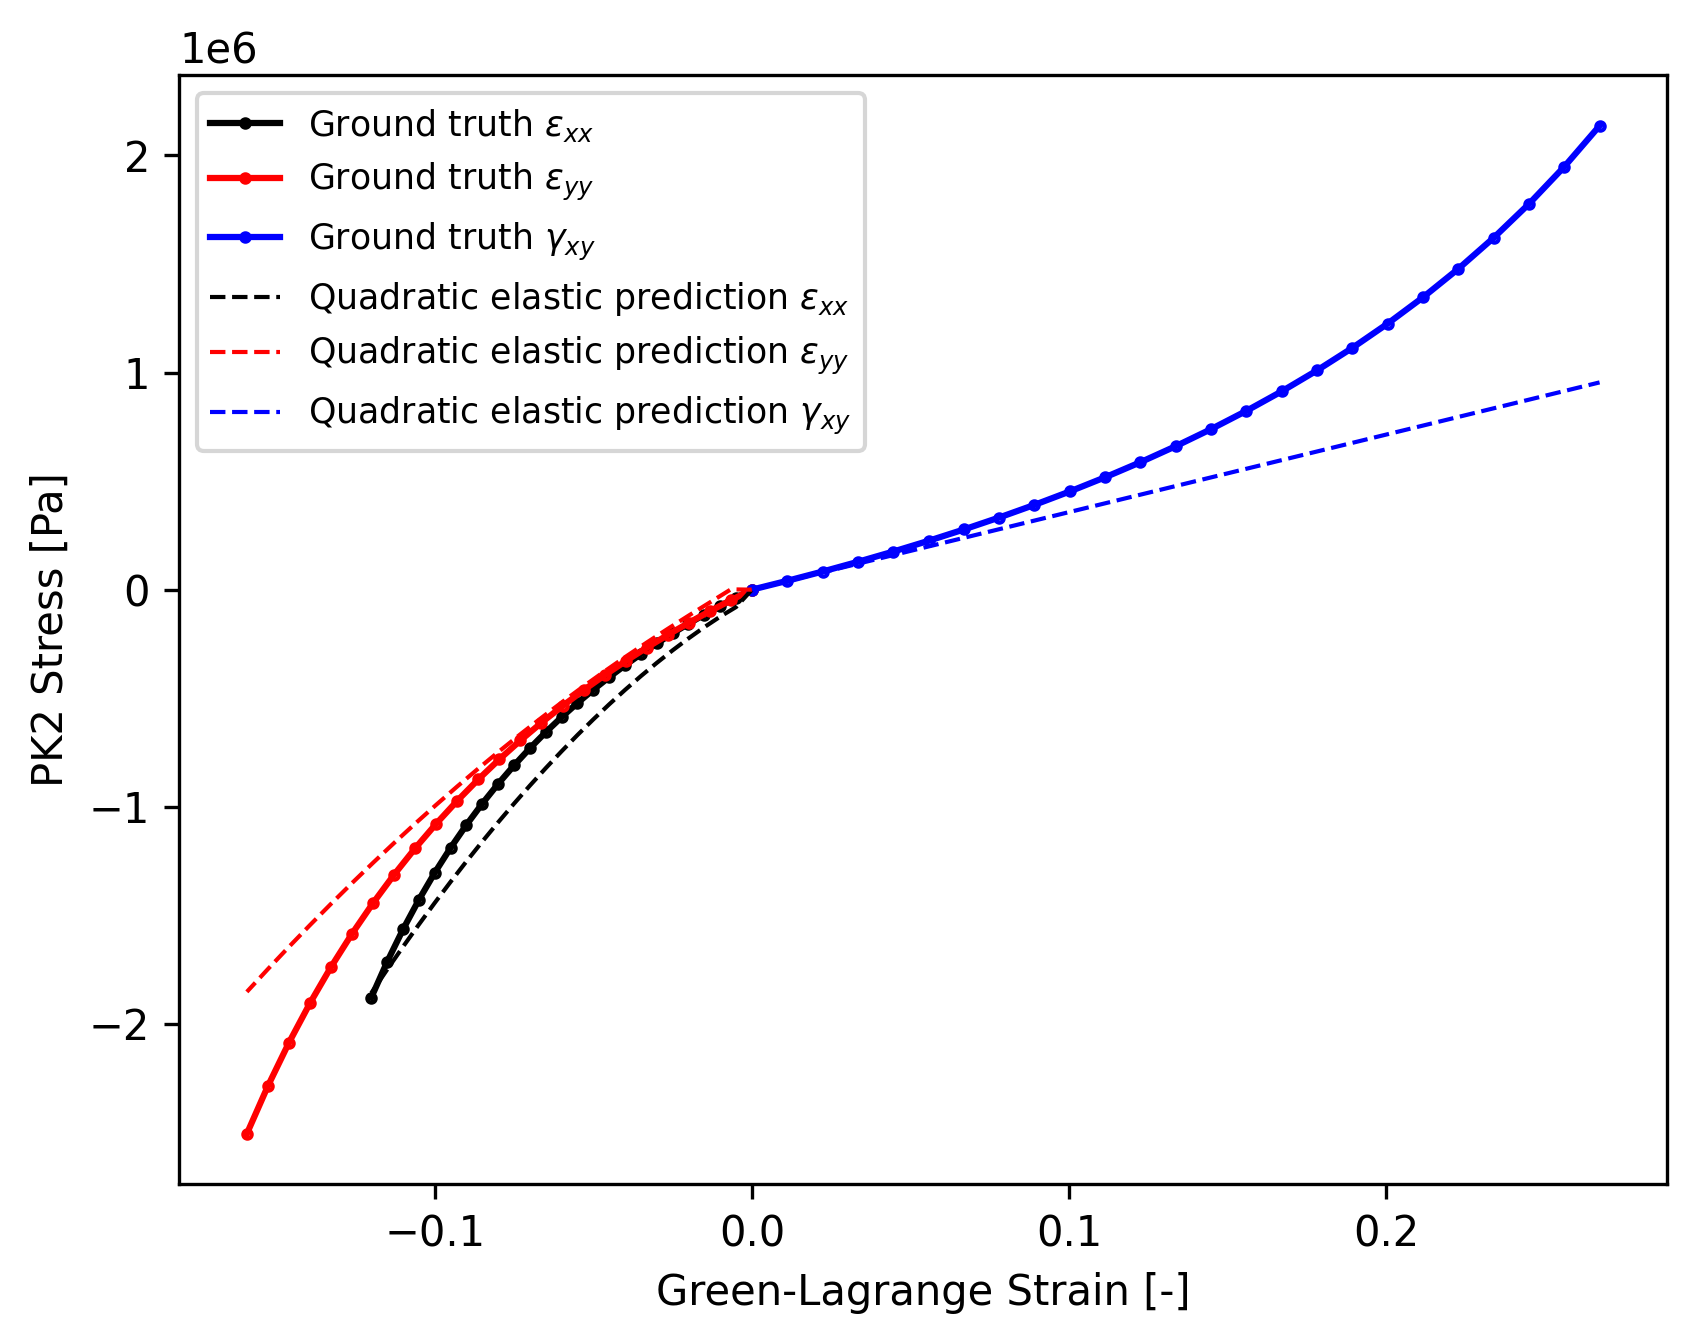 1e6
Ground truth εxx
Ground truth εyy
Ground truth γxy
Quadratic elastic prediction εxx
Quadratic elastic prediction εyy
Quadratic elastic prediction γxy
2
1
0
−1
−2
PK2 Stress [Pa]
−0.1 0.0 0.1 0.2
Green-Lagrange Strain [-]